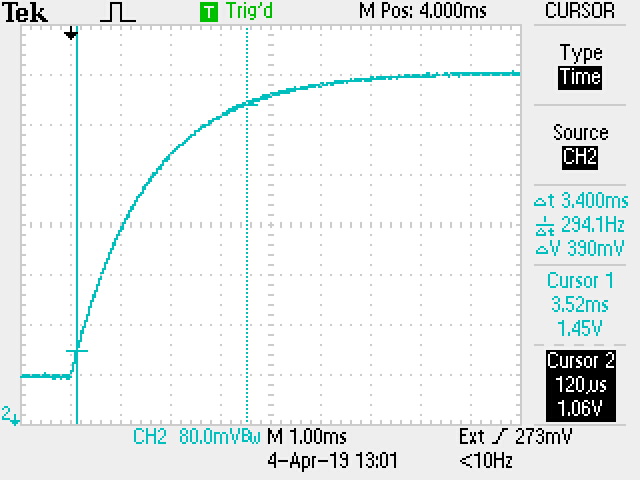 Tek T Trig'd M Pos: 4.000ms CURSOR
Type
Time
Source
CH2
Δt 3.400ms
1/Δt 294.1Hz
ΔV 390mV
Cursor 1
3.52ms
1.45V
Cursor 2
120µs
1.06V
2
CH2 80.0mVBw M 1.00ms Ext 273mV
4-Apr-19 13:01 <10Hz